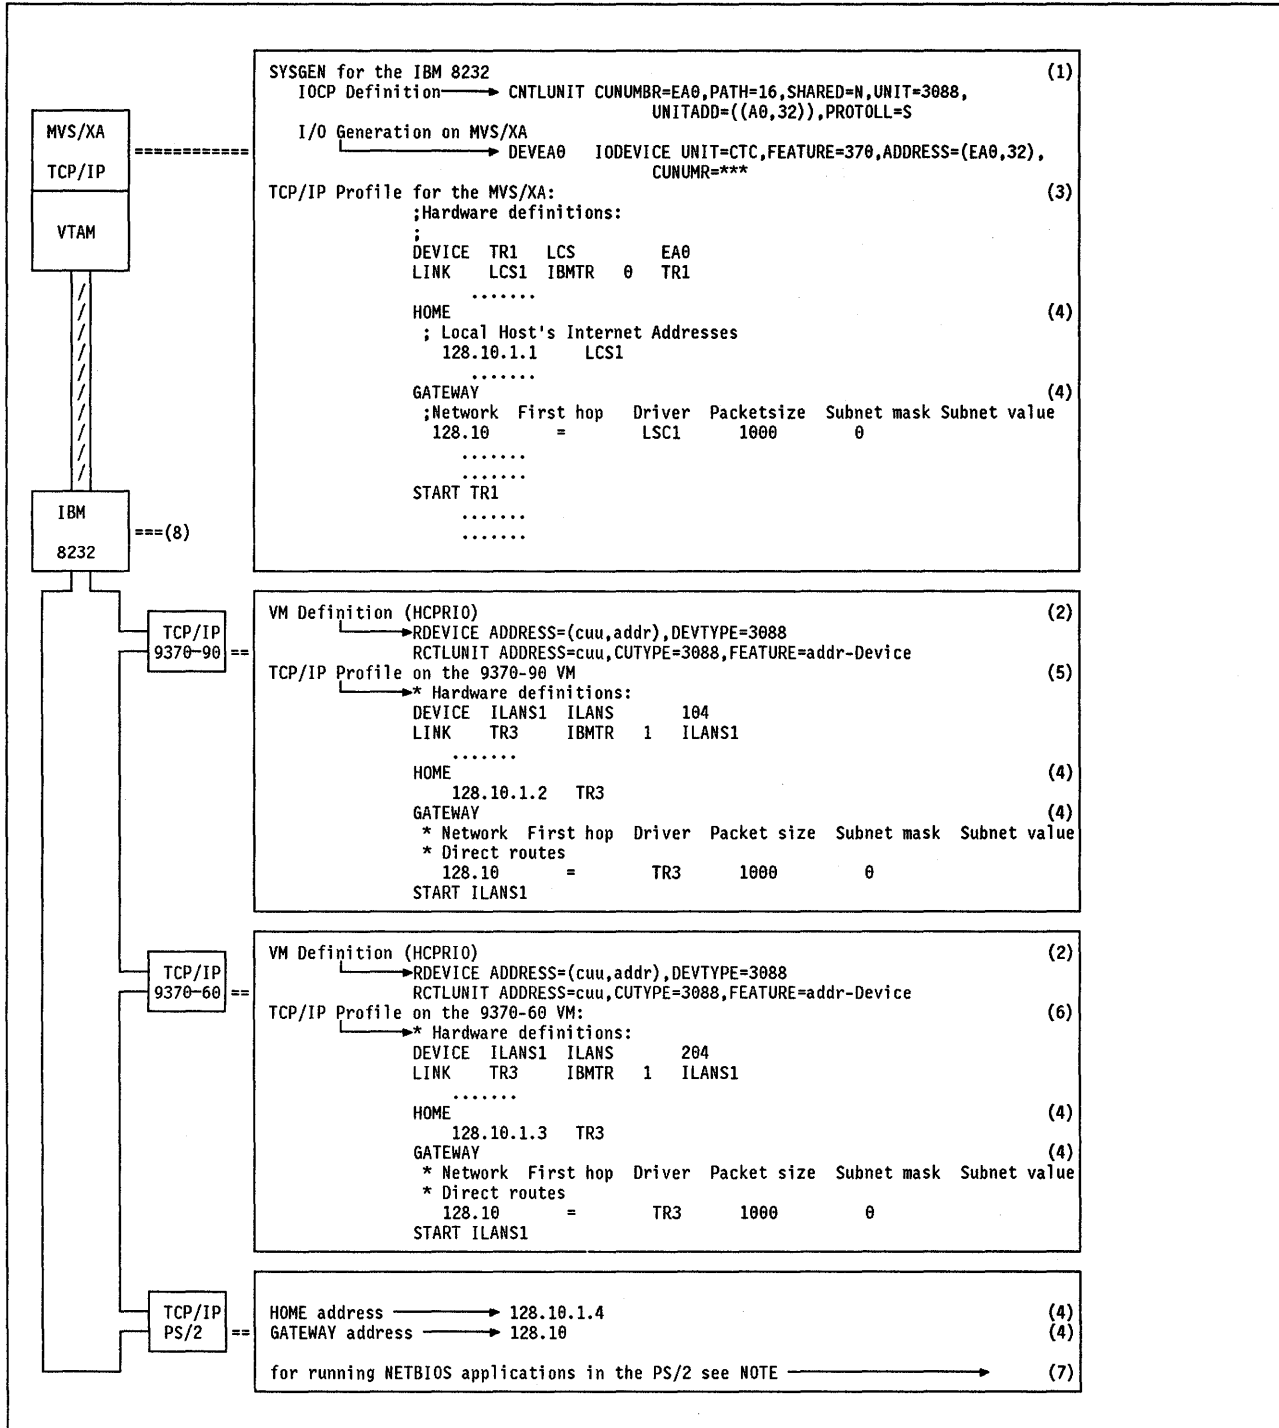 SYSGEN for the IBM 8232 (1)
IOCP Definition CNTLUNIT CUNUMBR=EA0,PATH=16,SHARED=N,UNIT=3088,
UNITADD=((A0,32)),PROTOLL=S
I/O Generation on MVS/XA
DEVEA0 IODEVICE UNIT=CTC,FEATURE=370,ADDRESS=(EA0,32),
CUNUMR=***
MVS/XA
TCP/IP
VTAM
===========
TCP/IP Profile for the MVS/XA: (3)
;Hardware definitions:
;
DEVICE TR1 LCS EA0
LINK LCS1 IBMTR 0 TR1
.......
HOME (4)
; Local Host's Internet Addresses
128.10.1.1 LCS1
.......
GATEWAY (4)
;Network First hop Driver Packetsize Subnet mask Subnet value
128.10 = LSC1 1000 0
.......
.......
START TR1
.......
.......
IBM
8232
===(8)
VM Definition (HCPRIO) (2)
RDEVICE ADDRESS=(cuu,addr),DEVTYPE=3088
RCTLUNIT ADDRESS=cuu,CUTYPE=3088,FEATURE=addr-Device
TCP/IP
9370-90 ==
TCP/IP Profile on the 9370-90 VM (5)
* Hardware definitions:
DEVICE ILANS1 ILANS 104
LINK TR3 IBMTR 1 ILANS1
.......
HOME (4)
128.10.1.2 TR3
GATEWAY (4)
* Network First hop Driver Packet size Subnet mask Subnet value
* Direct routes
128.10 = TR3 1000 0
START ILANS1
VM Definition (HCPRIO) (2)
RDEVICE ADDRESS=(cuu,addr),DEVTYPE=3088
RCTLUNIT ADDRESS=cuu,CUTYPE=3088,FEATURE=addr-Device
TCP/IP
9370-60 ==
TCP/IP Profile on the 9370-60 VM: (6)
* Hardware definitions:
DEVICE ILANS1 ILANS 204
LINK TR3 IBMTR 1 ILANS1
.......
HOME (4)
128.10.1.3 TR3
GATEWAY (4)
* Network First hop Driver Packet size Subnet mask Subnet value
* Direct routes
128.10 = TR3 1000 0
START ILANS1
TCP/IP
PS/2 ==
HOME address 128.10.1.4 (4)
GATEWAY address 128.10 (4)
for running NETBIOS applications in the PS/2 see NOTE (7)